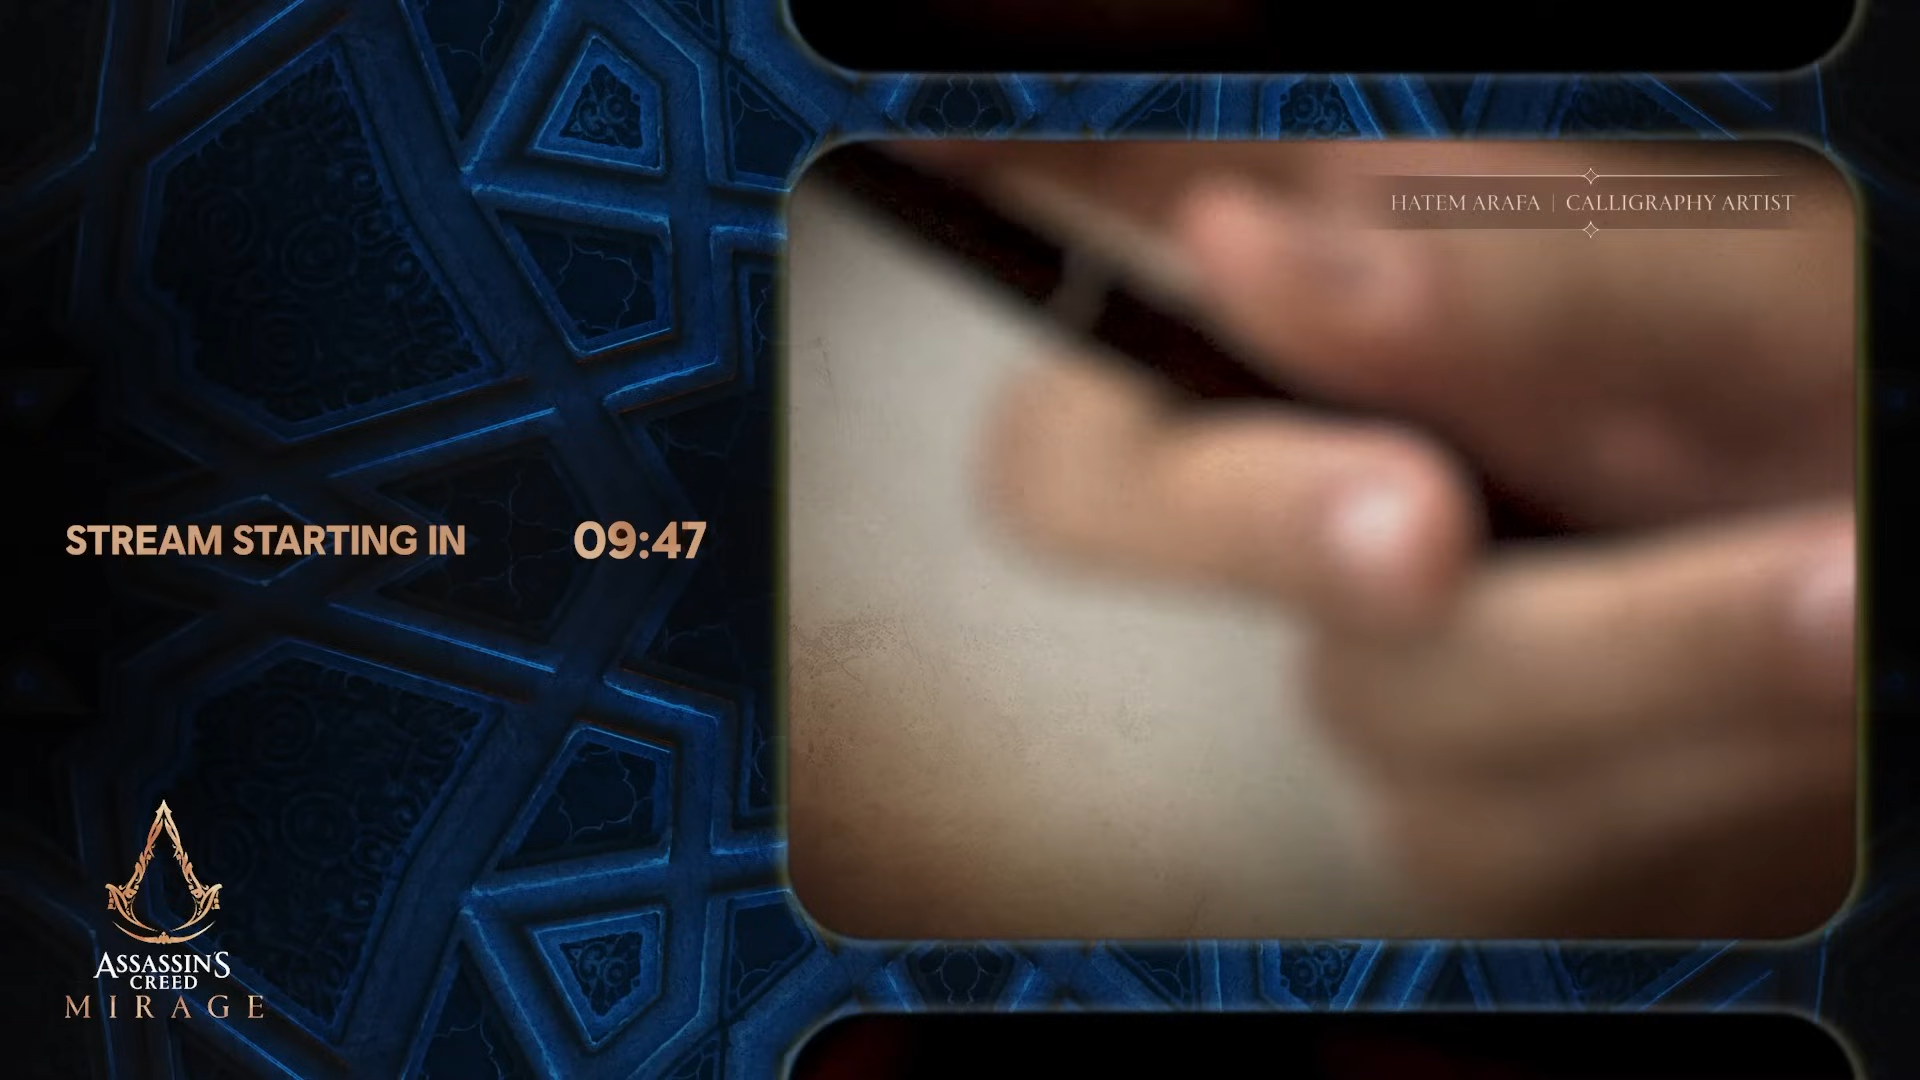 HATEM ARAFA | CALLIGRAPHY ARTIST
STREAM STARTING IN 09:47
ASSASSIN'S
CREED
MIRAGE